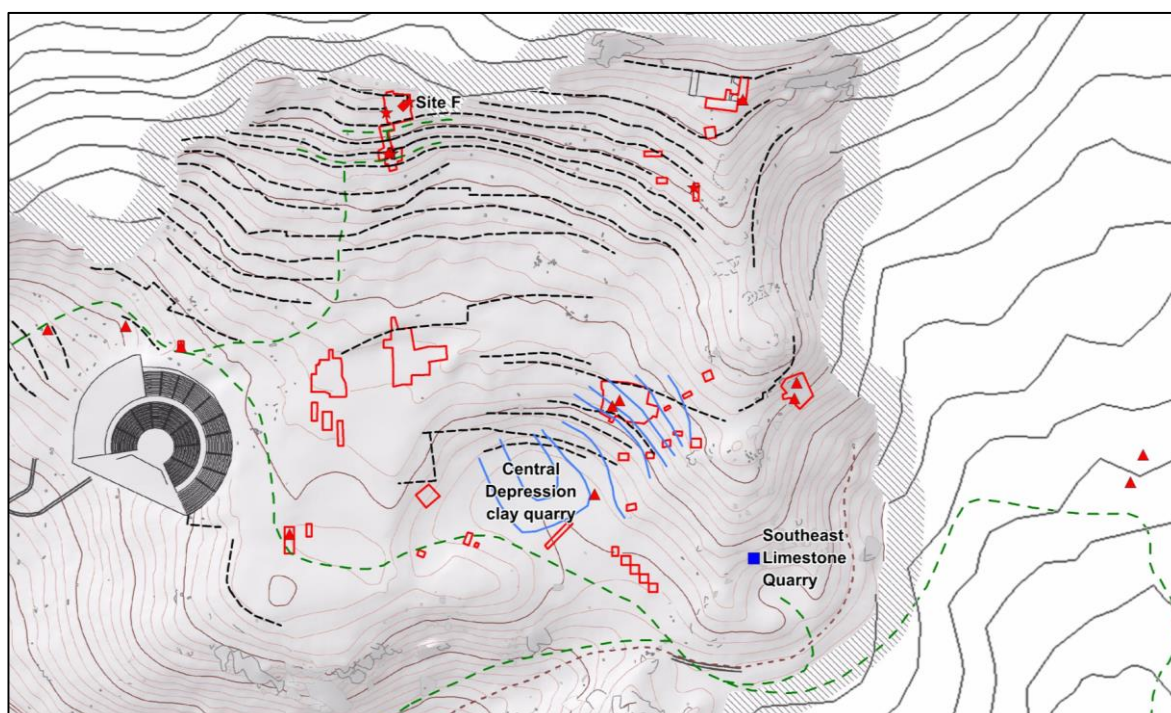 Site F
Central
Depression
clay quarry
Southeast
Limestone
Quarry